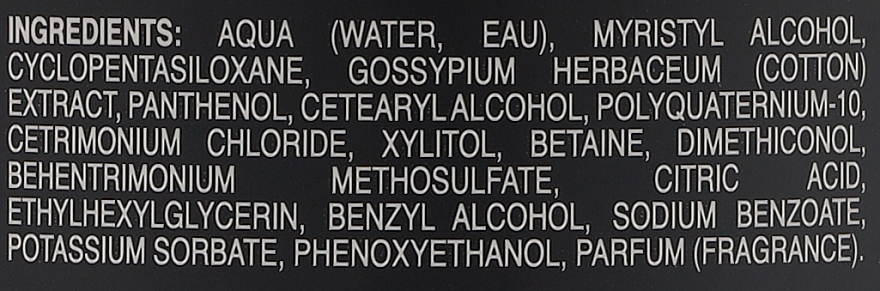 INGREDIENTS: AQUA (WATER, EAU), MYRISTYL ALCOHOL,
CYCLOPENTASILOXANE, GOSSYPIUM HERBACEUM (COTTON)
EXTRACT, PANTHENOL, CETEARYL ALCOHOL, POLYQUATERNIUM-10,
CETRIMONIUM CHLORIDE, XYLITOL, BETAINE, DIMETHICONOL,
BEHENTRIMONIUM METHOSULFATE, CITRIC ACID,
ETHYLHEXYLGLYCERIN, BENZYL ALCOHOL, SODIUM BENZOATE,
POTASSIUM SORBATE, PHENOXYETHANOL, PARFUM (FRAGRANCE).